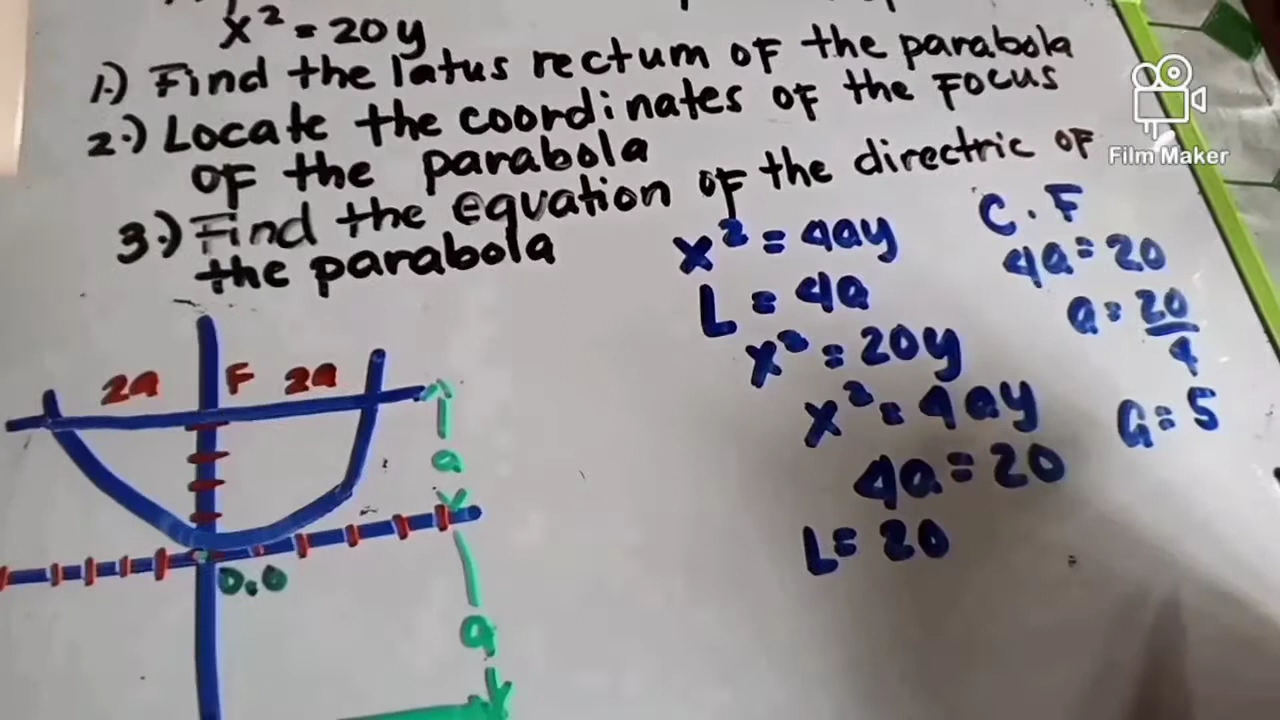 x² = 20y
1.) Find the latus rectum of the parabola
2.) Locate the coordinates of the Focus
of the parabola
3.) Find the equation of the directric of
the parabola
x² = 4ay
L = 4a
x² = 20y
x² = 4ay
4a = 20
L = 20
C.F
4a = 20
a = 20
4
a = 5
2a F 2a
a
0.0
a
Film Maker